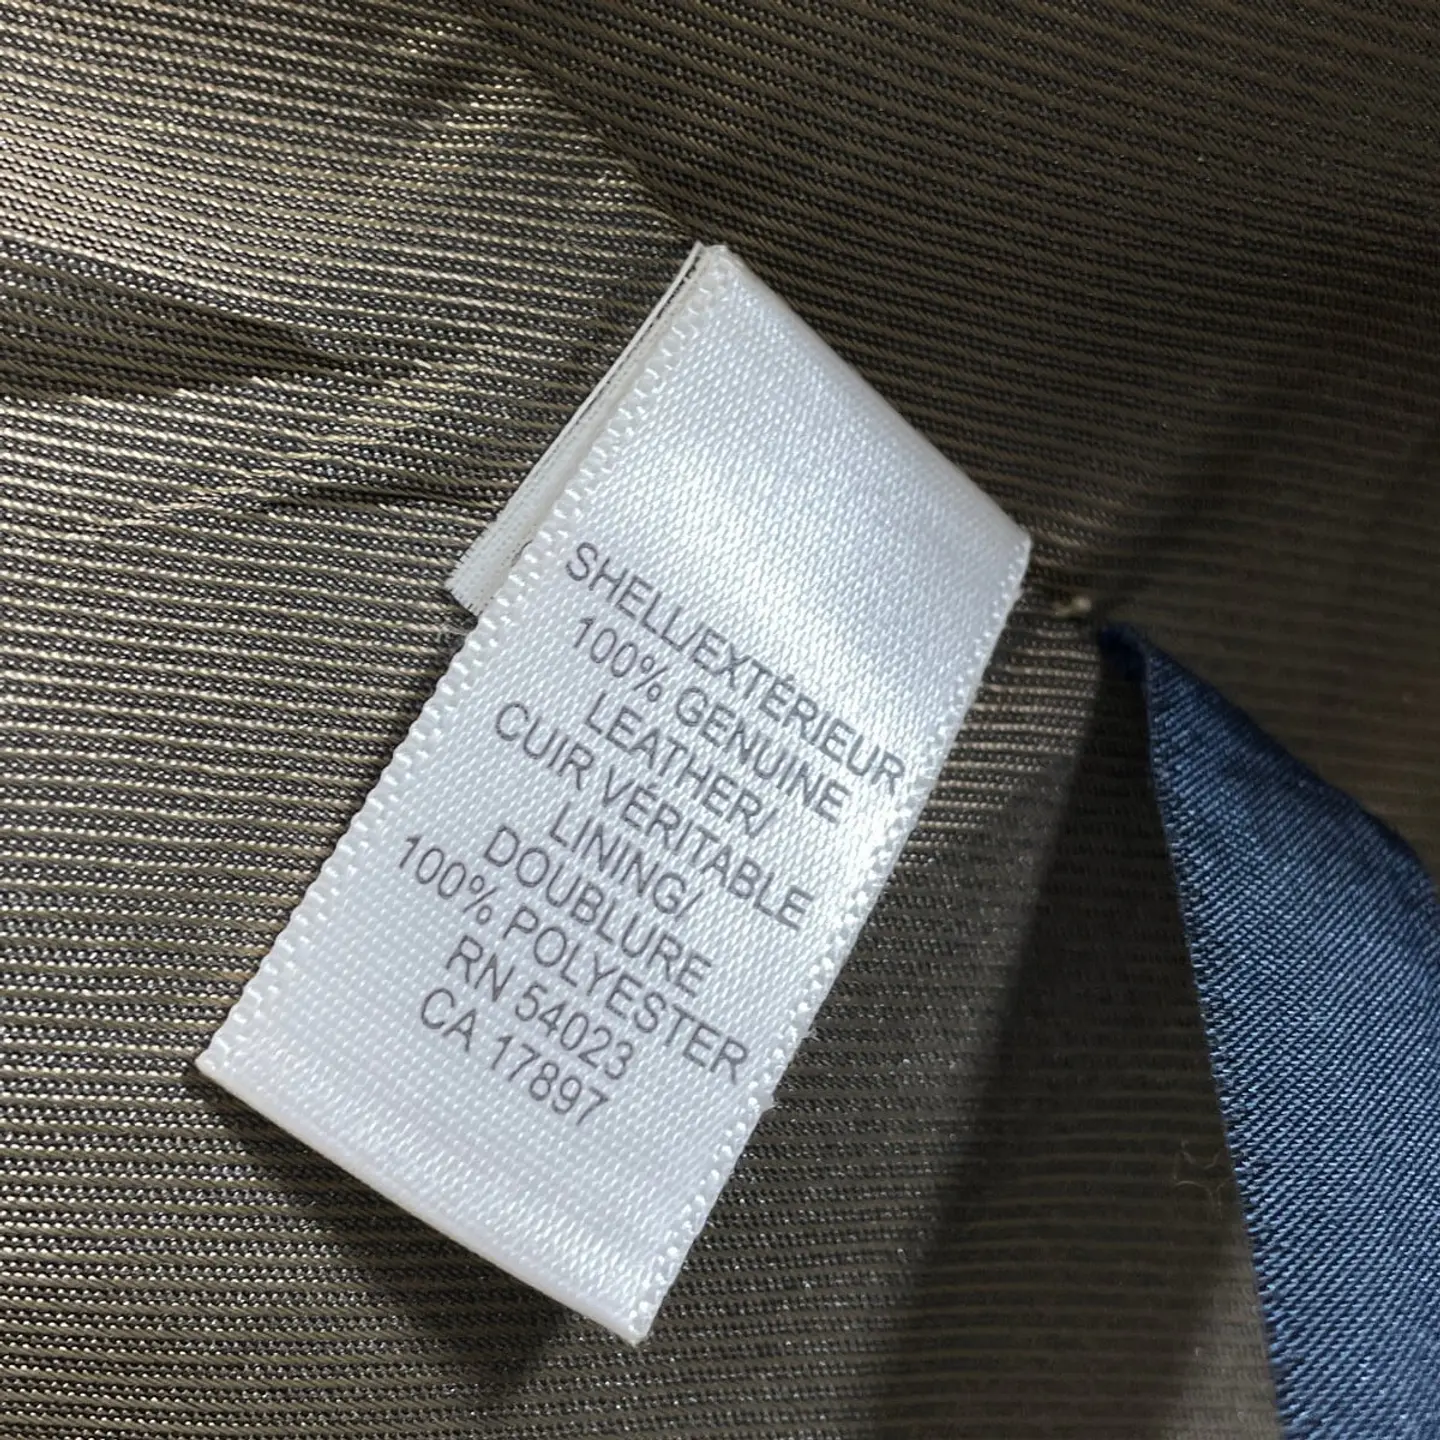 SHELL/EXTÉRIEUR
100% GENUINE
LEATHER/
CUIR VÉRITABLE
LINING/
DOUBLURE
100% POLYESTER
RN 54023
CA 17897